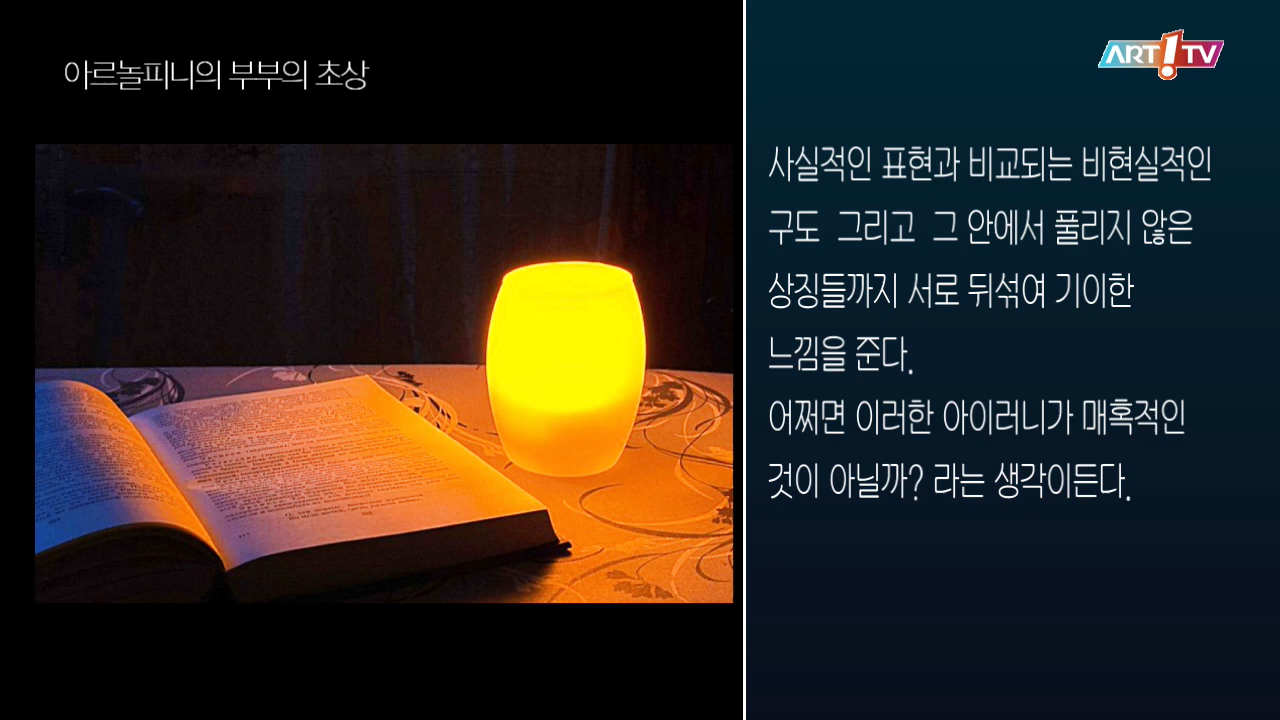 아르놀피니의 부부의 초상
ART!TV
사실적인 표현과 비교되는 비현실적인
구도 그리고 그 안에서 풀리지 않은
상징들까지 서로 뒤섞여 기이한
느낌을 준다.
어쩌면 이러한 아이러니가 매혹적인
것이 아닐까? 라는 생각이든다.